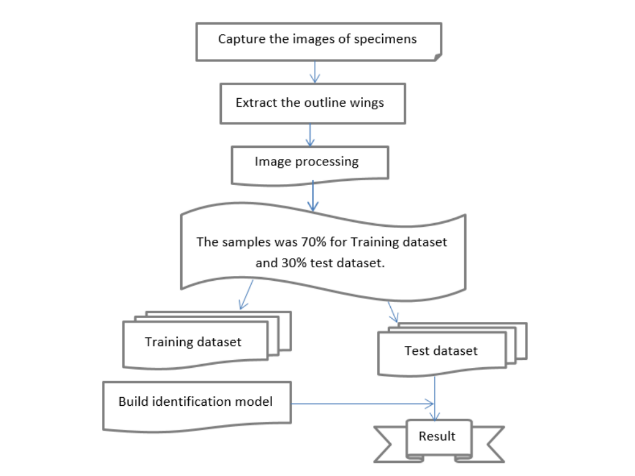 Capture the images of specimens
Extract the outline wings
Image processing
The samples was 70% for Training dataset
and 30% test dataset.
Training dataset
Test dataset
Build identification model
Result